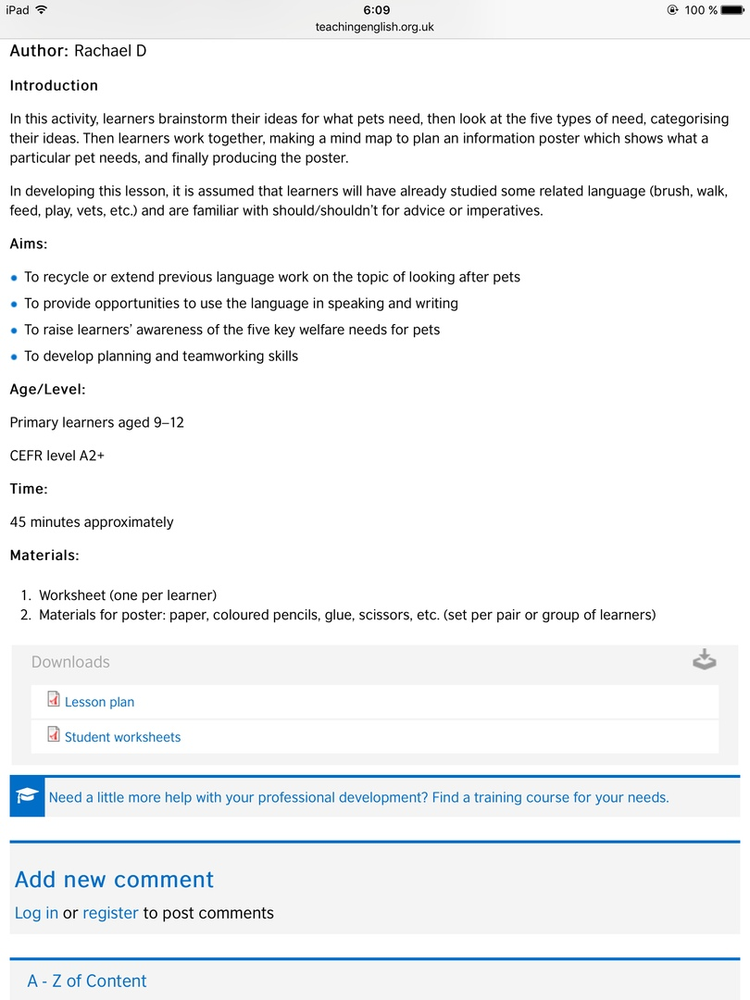 iPad 6:09 100 %
teachingenglish.org.uk
Author: Rachael D
Introduction
In this activity, learners brainstorm their ideas for what pets need, then look at the five types of need, categorising
their ideas. Then learners work together, making a mind map to plan an information poster which shows what a
particular pet needs, and finally producing the poster.
In developing this lesson, it is assumed that learners will have already studied some related language (brush, walk,
feed, play, vets, etc.) and are familiar with should/shouldn't for advice or imperatives.
Aims:
• To recycle or extend previous language work on the topic of looking after pets
• To provide opportunities to use the language in speaking and writing
• To raise learners’ awareness of the five key welfare needs for pets
• To develop planning and teamworking skills
Age/Level:
Primary learners aged 9–12
CEFR level A2+
Time:
45 minutes approximately
Materials:
1. Worksheet (one per learner)
2. Materials for poster: paper, coloured pencils, glue, scissors, etc. (set per pair or group of learners)
Downloads
Lesson plan
Student worksheets
Need a little more help with your professional development? Find a training course for your needs.
Add new comment
Log in or register to post comments
A - Z of Content